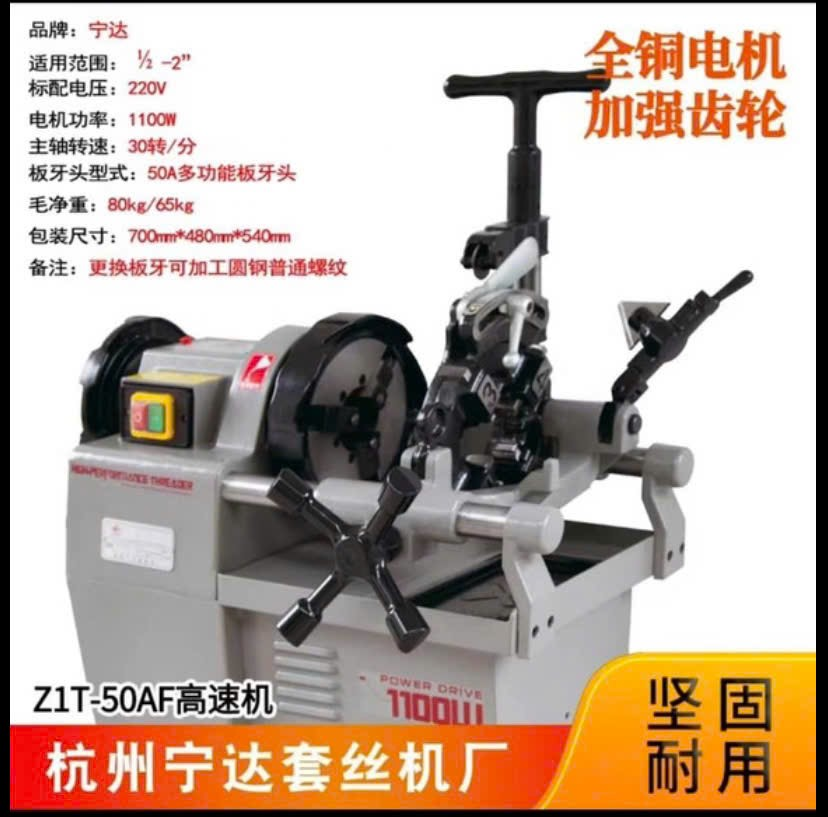 品牌：宁达
适用范围： ½ -2”
标配电压：220V
电机功率：1100W
主轴转速：30转/分
板牙头型式：50A多功能板牙头
毛净重：80kg/65kg
包装尺寸：700mm*480mm*540mm
备注：更换板牙可加工圆钢普通螺纹
全铜电机
加强齿轮
HIGH-PERFORMANCE THREADER
POWER DRIVE
1100W
Z1T-50AF高速机
杭州宁达套丝机厂
坚固
耐用